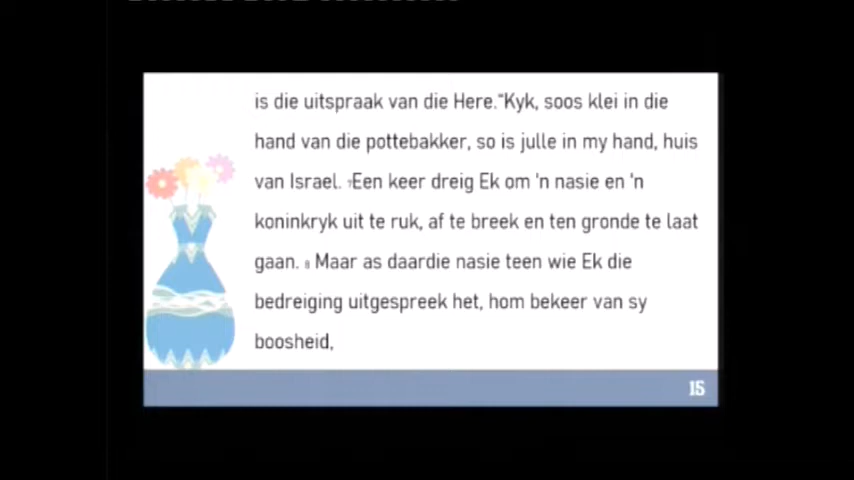 is die uitspraak van die Here."Kyk, soos klei in die
hand van die pottebakker, so is julle in my hand, huis
van Israel. 7Een keer dreig Ek om 'n nasie en 'n
koninkryk uit te ruk, af te breek en ten gronde te laat
gaan. 8 Maar as daardie nasie teen wie Ek die
bedreiging uitgespreek het, hom bekeer van sy
boosheid,
15